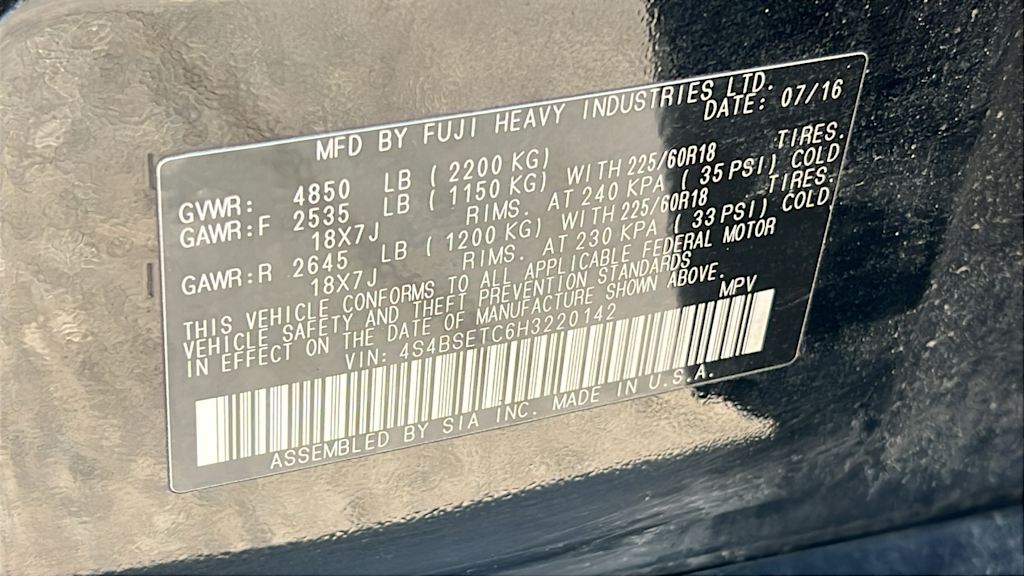 MFD BY FUJI HEAVY INDUSTRIES LTD.
DATE: 07/16
GVWR: 4850 LB ( 2200 KG)
GAWR:F 2535 LB ( 1150 KG) WITH 225/60R18 TIRES.
18X7J RIMS. AT 240 KPA ( 35 PSI) COLD
GAWR:R 2645 LB ( 1200 KG) WITH 225/60R18 TIRES.
18X7J RIMS. AT 230 KPA ( 33 PSI) COLD.
THIS VEHICLE CONFORMS TO ALL APPLICABLE FEDERAL MOTOR
VEHICLE SAFETY AND THEFT PREVENTION STANDARDS
IN EFFECT ON THE DATE OF MANUFACTURE SHOWN ABOVE.
VIN: 4S4BSETC6H3220142 MPV
ASSEMBLED BY SIA INC. MADE IN U.S.A.